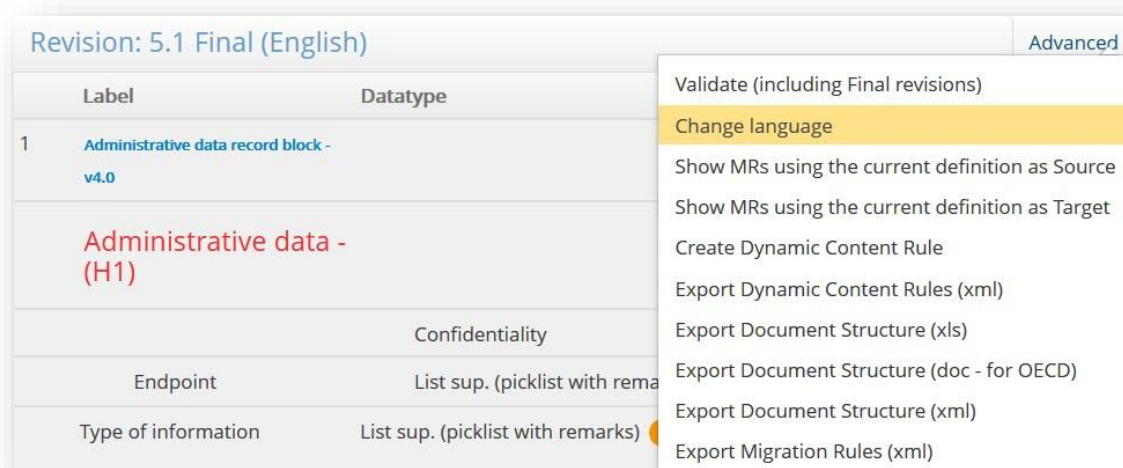 Revision: 5.1 Final (English)
Advanced
Label
Datatype
1
Administrative data record block -
v4.0
Administrative data -
(H1)
Confidentiality
Endpoint
List sup. (picklist with rema
Type of information
List sup. (picklist with remarks)
Validate (including Final revisions)
Change language
Show MRs using the current definition as Source
Show MRs using the current definition as Target
Create Dynamic Content Rule
Export Dynamic Content Rules (xml)
Export Document Structure (xls)
Export Document Structure (doc - for OECD)
Export Document Structure (xml)
Export Migration Rules (xml)